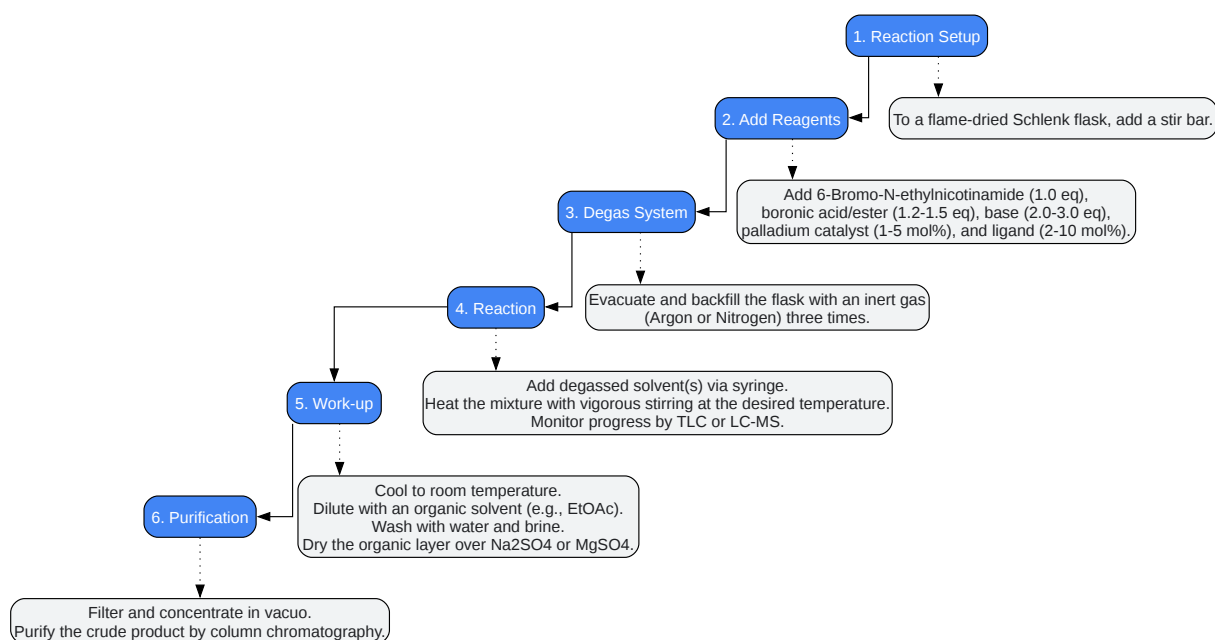 1. Reaction Setup
To a flame-dried Schlenk flask, add a stir bar.
2. Add Reagents
Add 6-Bromo-N-ethylnicotinamide (1.0 eq),
boronic acid/ester (1.2-1.5 eq), base (2.0-3.0 eq),
palladium catalyst (1-5 mol%), and ligand (2-10 mol%).
3. Degas System
Evacuate and backfill the flask with an inert gas
(Argon or Nitrogen) three times.
4. Reaction
Add degassed solvent(s) via syringe.
Heat the mixture with vigorous stirring at the desired temperature.
Monitor progress by TLC or LC-MS.
5. Work-up
Cool to room temperature.
Dilute with an organic solvent (e.g., EtOAc).
Wash with water and brine.
Dry the organic layer over Na2SO4 or MgSO4.
6. Purification
Filter and concentrate in vacuo.
Purify the crude product by column chromatography.